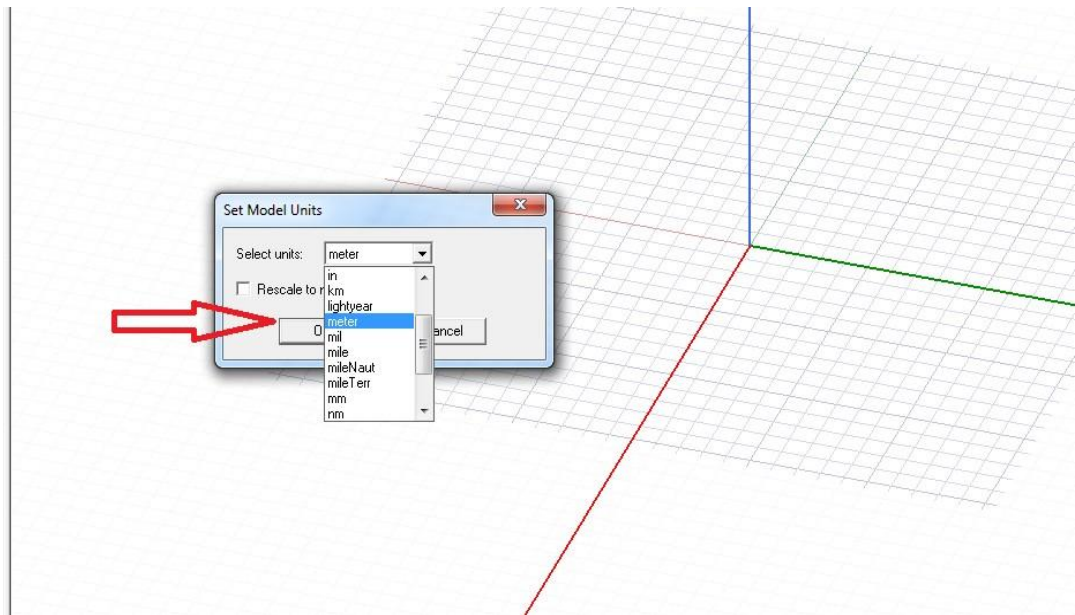 Set Model Units
Select units: meter
in
Rescale to r
km
lightyear
meter
O
ancel
mil
mile
mileNaut
mileTerr
mm
nm